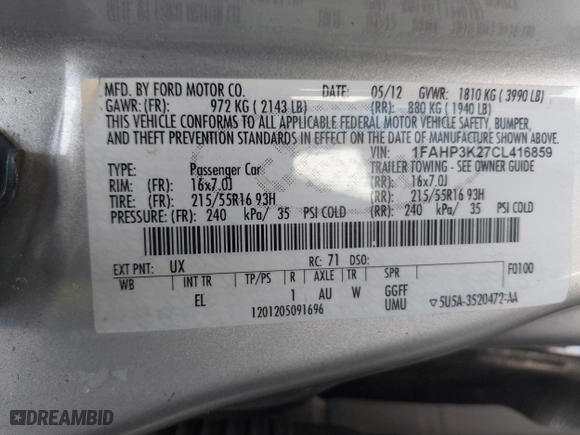 MFD. BY FORD MOTOR CO. DATE: 05/12 GVWR: 1810 KG ( 3990 LB)
GAWR: (FR): 972 KG ( 2143 LB) (RR): 880 KG ( 1940 LB)
THIS VEHICLE CONFORMS TO ALL APPLICABLE FEDERAL MOTOR VEHICLE SAFETY, BUMPER,
AND THEFT PREVENTION STANDARDS IN EFFECT ON THE DATE OF MANUFACTURE SHOWN ABOVE.
VIN: 1FAHP3K27CL416859
TYPE: Passenger Car TRAILER TOWING - SEE OWNER GUIDE
RIM: (FR): 16x7.0J (RR): 16x7.0J
TIRE: (FR): 215/55R16 93H (RR): 215/55R16 93H
PRESSURE: (FR): 240 kPa/ 35 PSI COLD (RR): 240 kPa/ 35 PSI COLD
EXT PNT: UX RC: 71 DSO: F0100
WB INT TR TP/PS R AXLE TR SPR
EL 1 AU W GGFF
1201205091696 UMU ▽5U5A-3520472-AA
DREAMBID